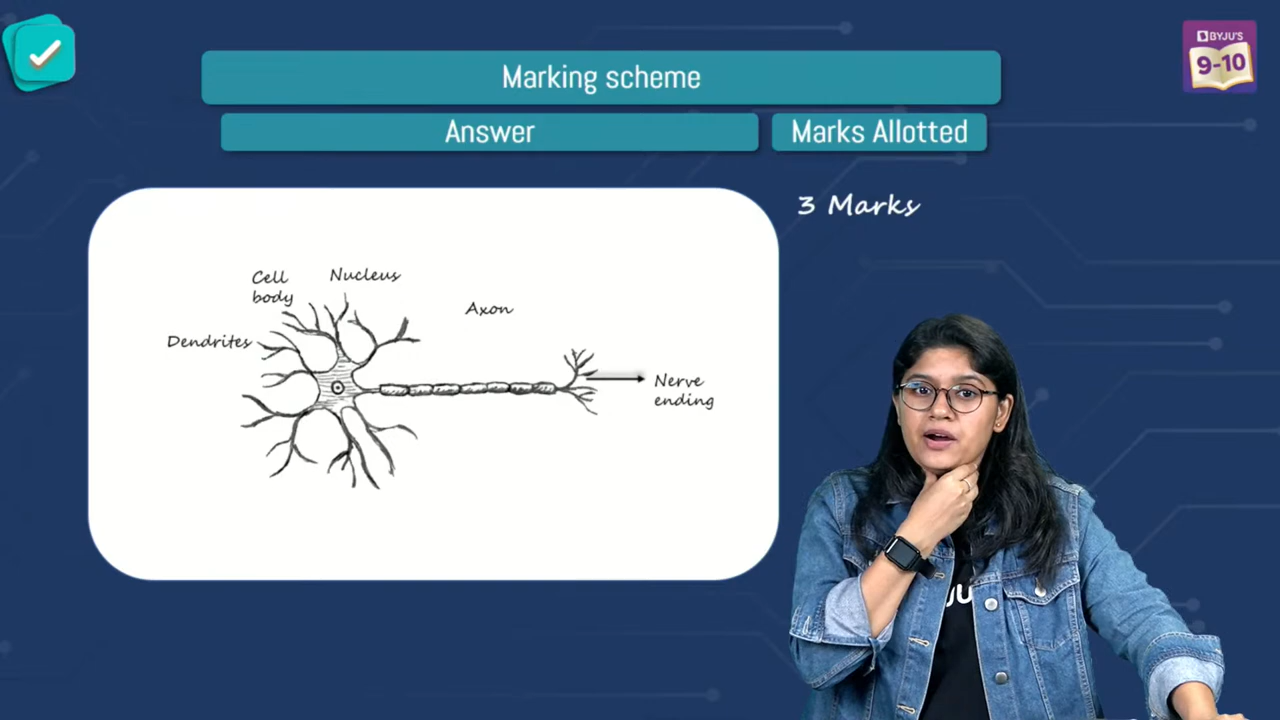 BYJU'S
9-10
Marking scheme
Answer
Marks Allotted
3 Marks
Cell
body
Nucleus
Axon
Dendrites
Nerve
ending